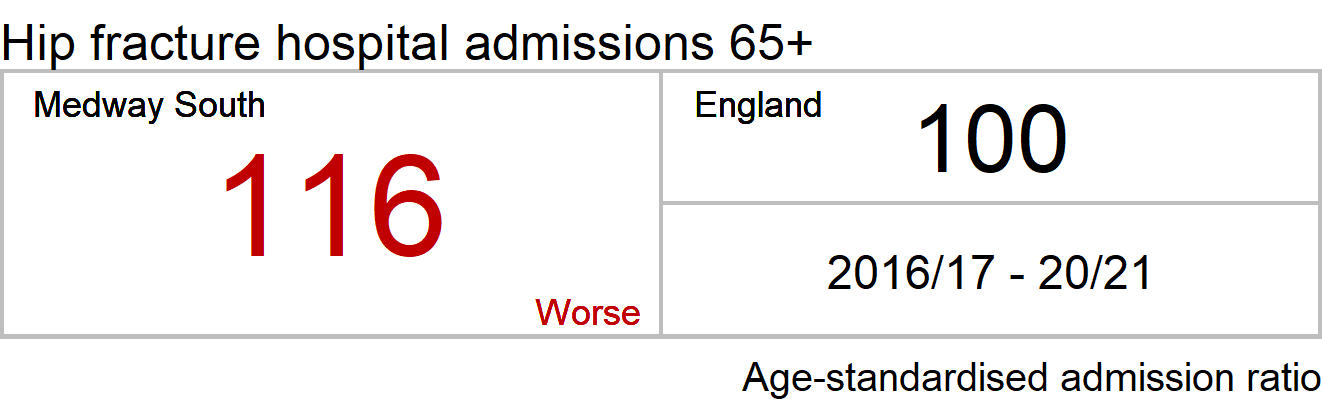 Hip fracture hospital admissions 65+
Medway South
116
Worse
England
100
2016/17 - 20/21
Age-standardised admission ratio